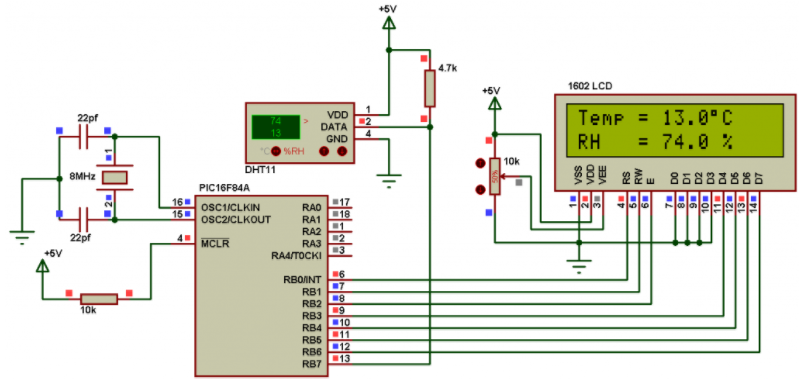 +5V
4.7k
+5V
1602 LCD
Temp = 13.0°C
RH = 74.0 %
22pf
1
8MHz
2
22pf
74
13
>
°C %RH
VDD 1
DATA 2
GND 4
DHT11
10k
50%
VSS VDD VEE RS RW E D0 D1 D2 D3 D4 D5 D6 D7
1 2 3 4 5 6 7 8 9 10 11 12 13 14
PIC16F84A
16 OSC1/CLKIN RA0 17
15 OSC2/CLKOUT RA1 18
RA2 1
4 MCLR RA3 2
RA4/T0CKI 3
+5V
10k
RB0/INT 6
RB1 7
RB2 8
RB3 9
RB4 10
RB5 11
RB6 12
RB7 13